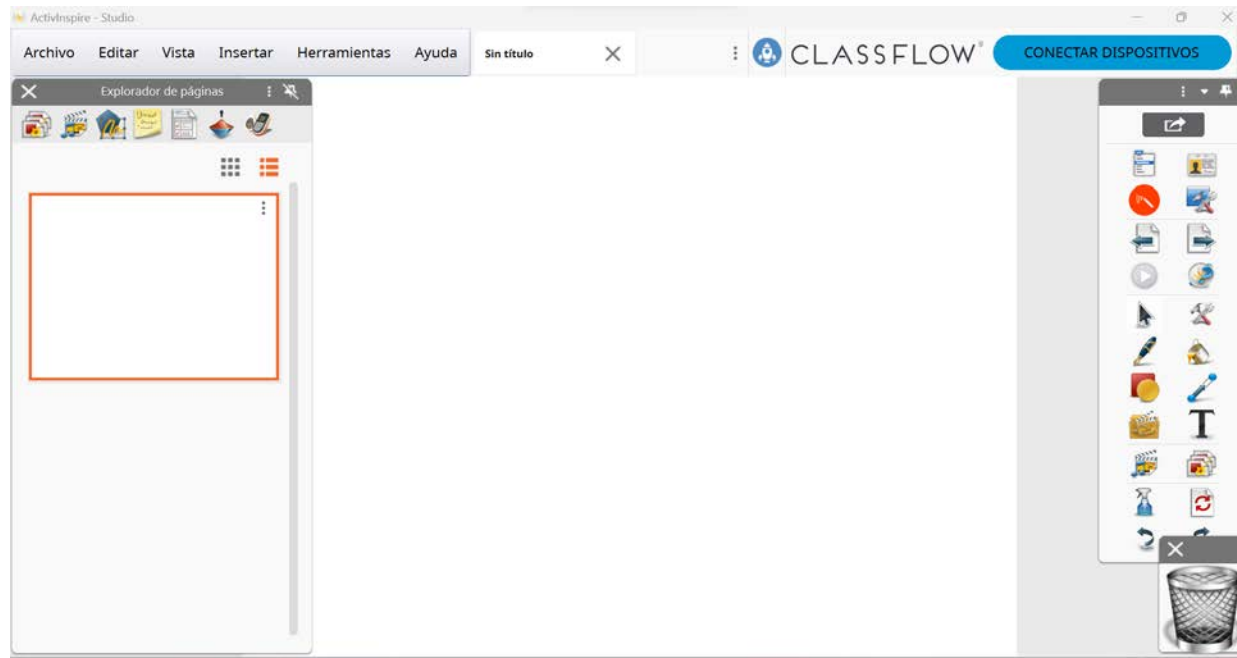 ActivInspire - Studio
Archivo Editar Vista Insertar Herramientas Ayuda Sin título CLASSFLOW® CONECTAR DISPOSITIVOS
Explorador de páginas
T